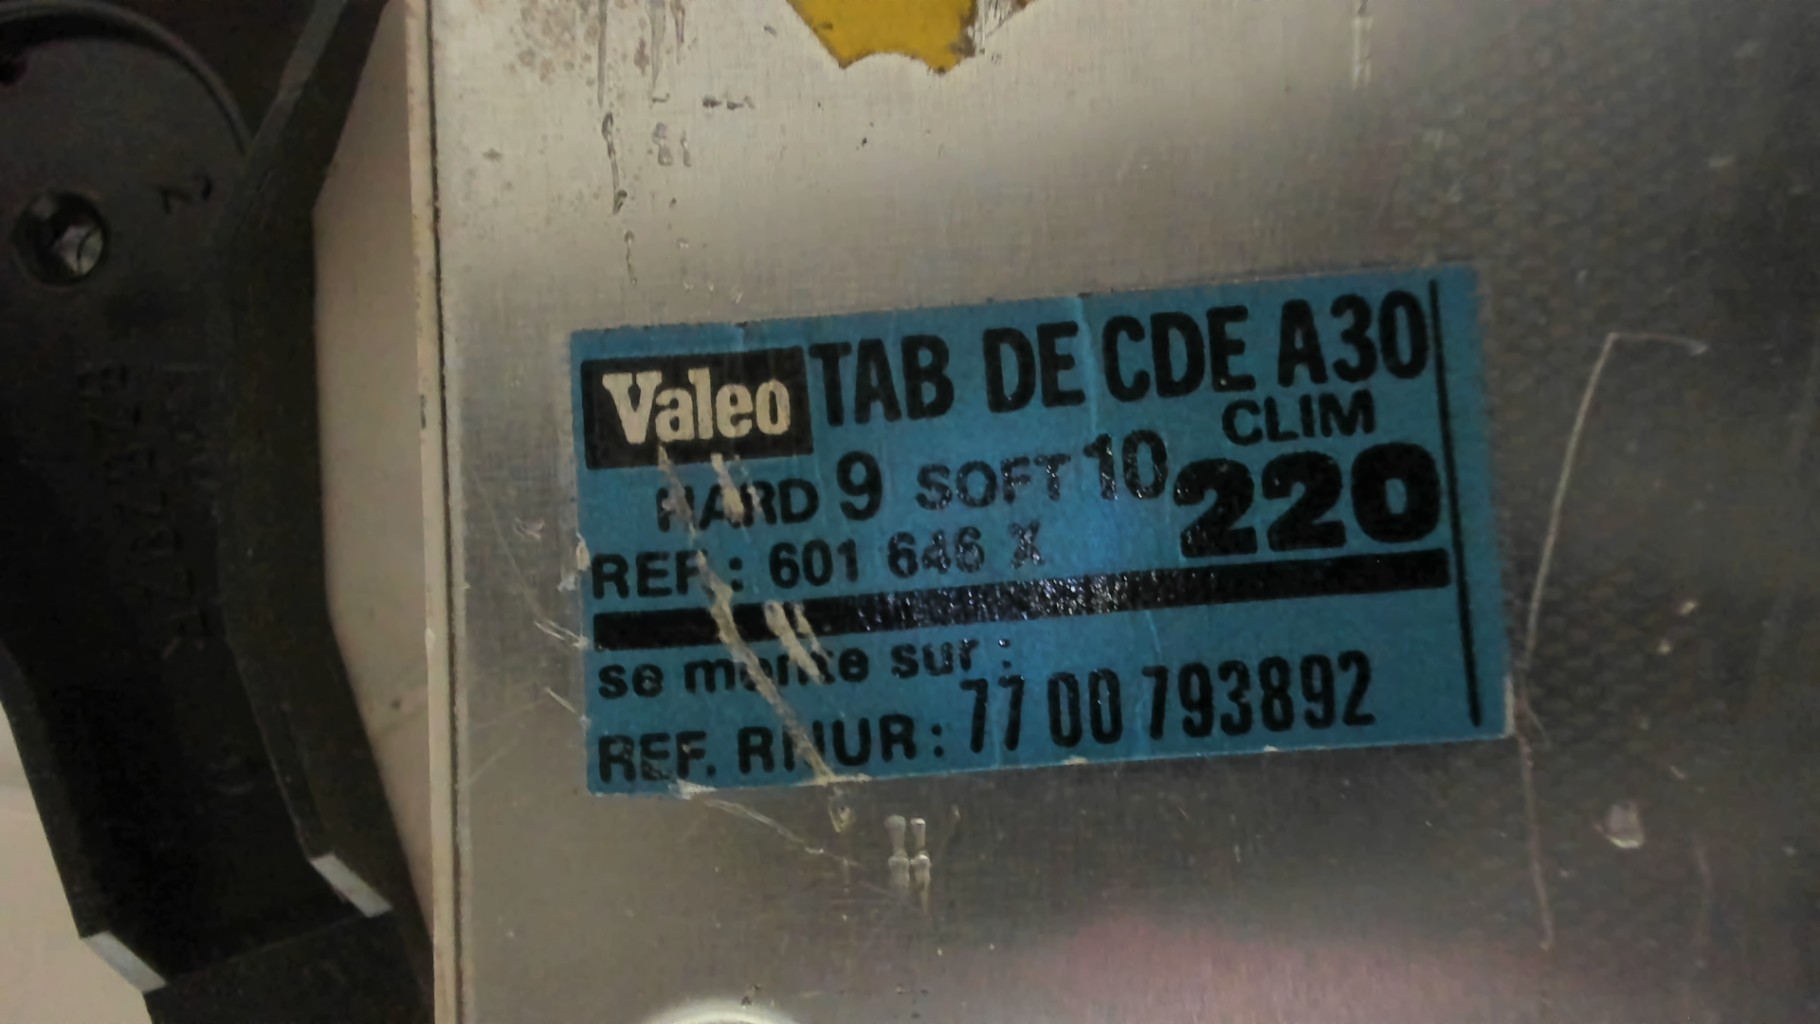 Valeo TAB DE CDE A30
CLIM
HARD 9 SOFT 10 220
REF: 601 646 X
se monte sur :
REF. RNUR: 77 00 793892